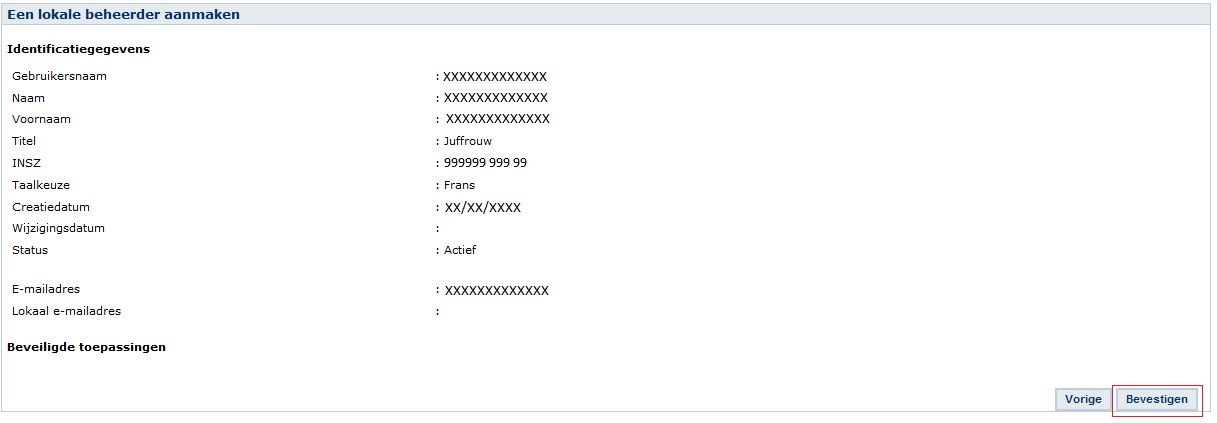 Een lokale beheerder aanmaken
Identificatiegegevens
Gebruikersnaam : XXXXXXXXXXXXX
Naam : XXXXXXXXXXXXX
Voornaam : XXXXXXXXXXXXX
Titel : Juffrouw
INSZ : 999999 999 99
Taalkeuze : Frans
Creatiedatum : XX/XX/XXXX
Wijzigingsdatum :
Status : Actief
E-mailadres : XXXXXXXXXXXXX
Lokaal e-mailadres :
Beveiligde toepassingen
Vorige Bevestigen